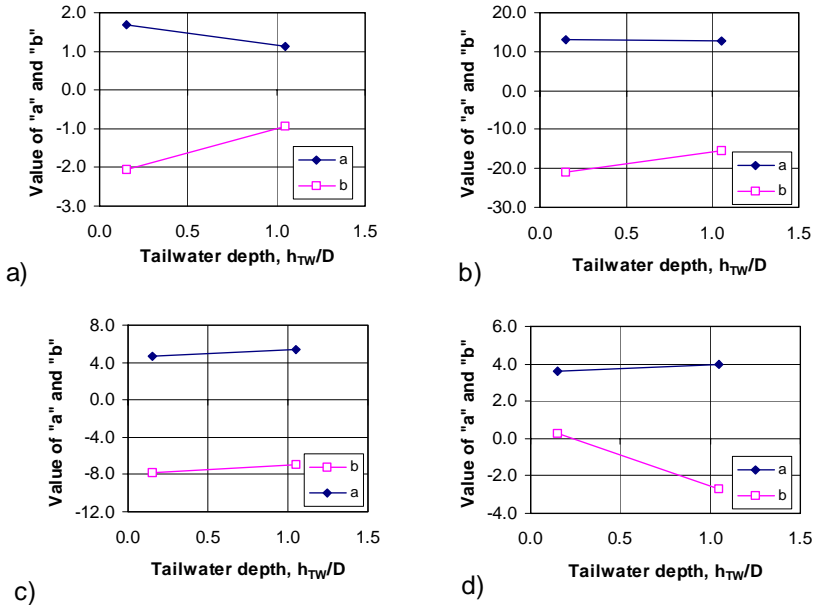 2.0
1.0
0.0
-1.0
-2.0
-3.0
0.0 0.5 1.0 1.5
Value of "a" and "b"
Tailwater depth, hTW/D
a
b
a)
20.0
10.0
0.0
-10.0
-20.0
-30.0
0.0 0.5 1.0 1.5
Value of "a" and "b"
Tailwater depth, hTW/D
a
b
b)
8.0
4.0
0.0
-4.0
-8.0
-12.0
0.0 0.5 1.0 1.5
Value of "a" and "b"
Tailwater depth, hTW/D
b
a
c)
6.0
4.0
2.0
0.0
-2.0
-4.0
0.0 0.5 1.0 1.5
Value of "a" and "b"
Tailwater depth, hTW/D
a
b
d)